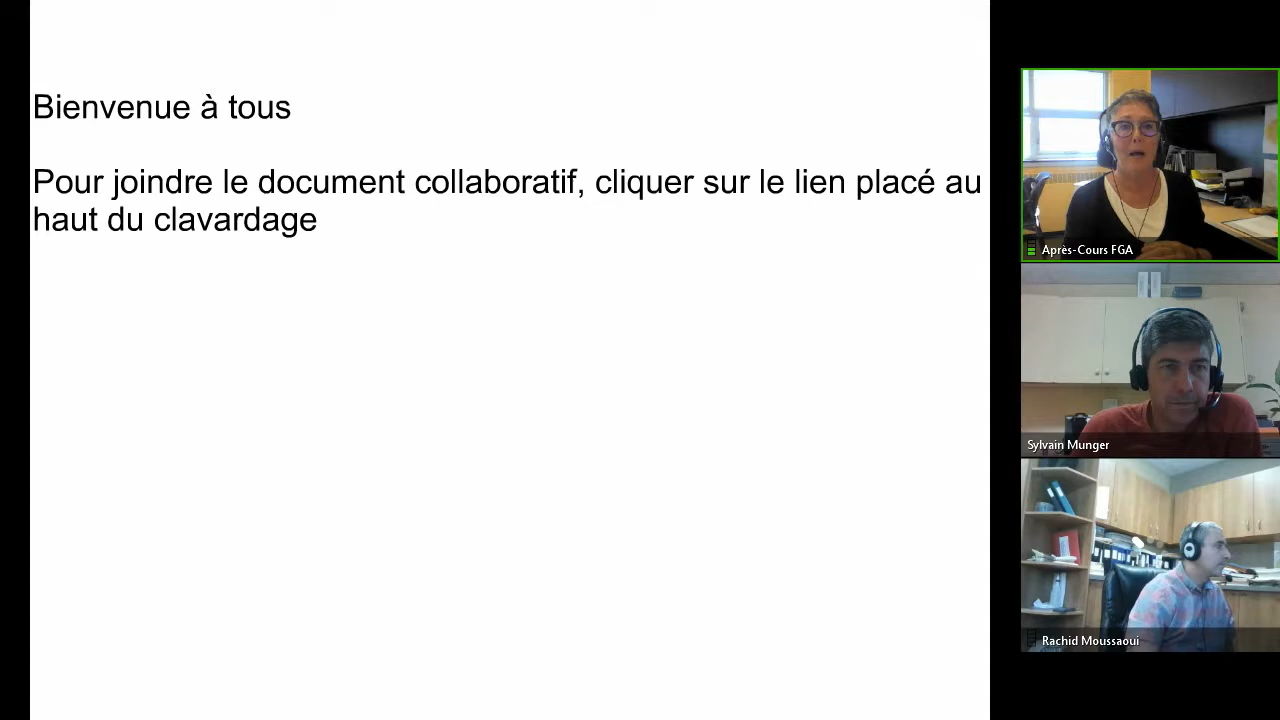 Bienvenue à tous
Pour joindre le document collaboratif, cliquer sur le lien placé au
haut du clavardage
Après-Cours FGA
Sylvain Munger
Rachid Moussaoui